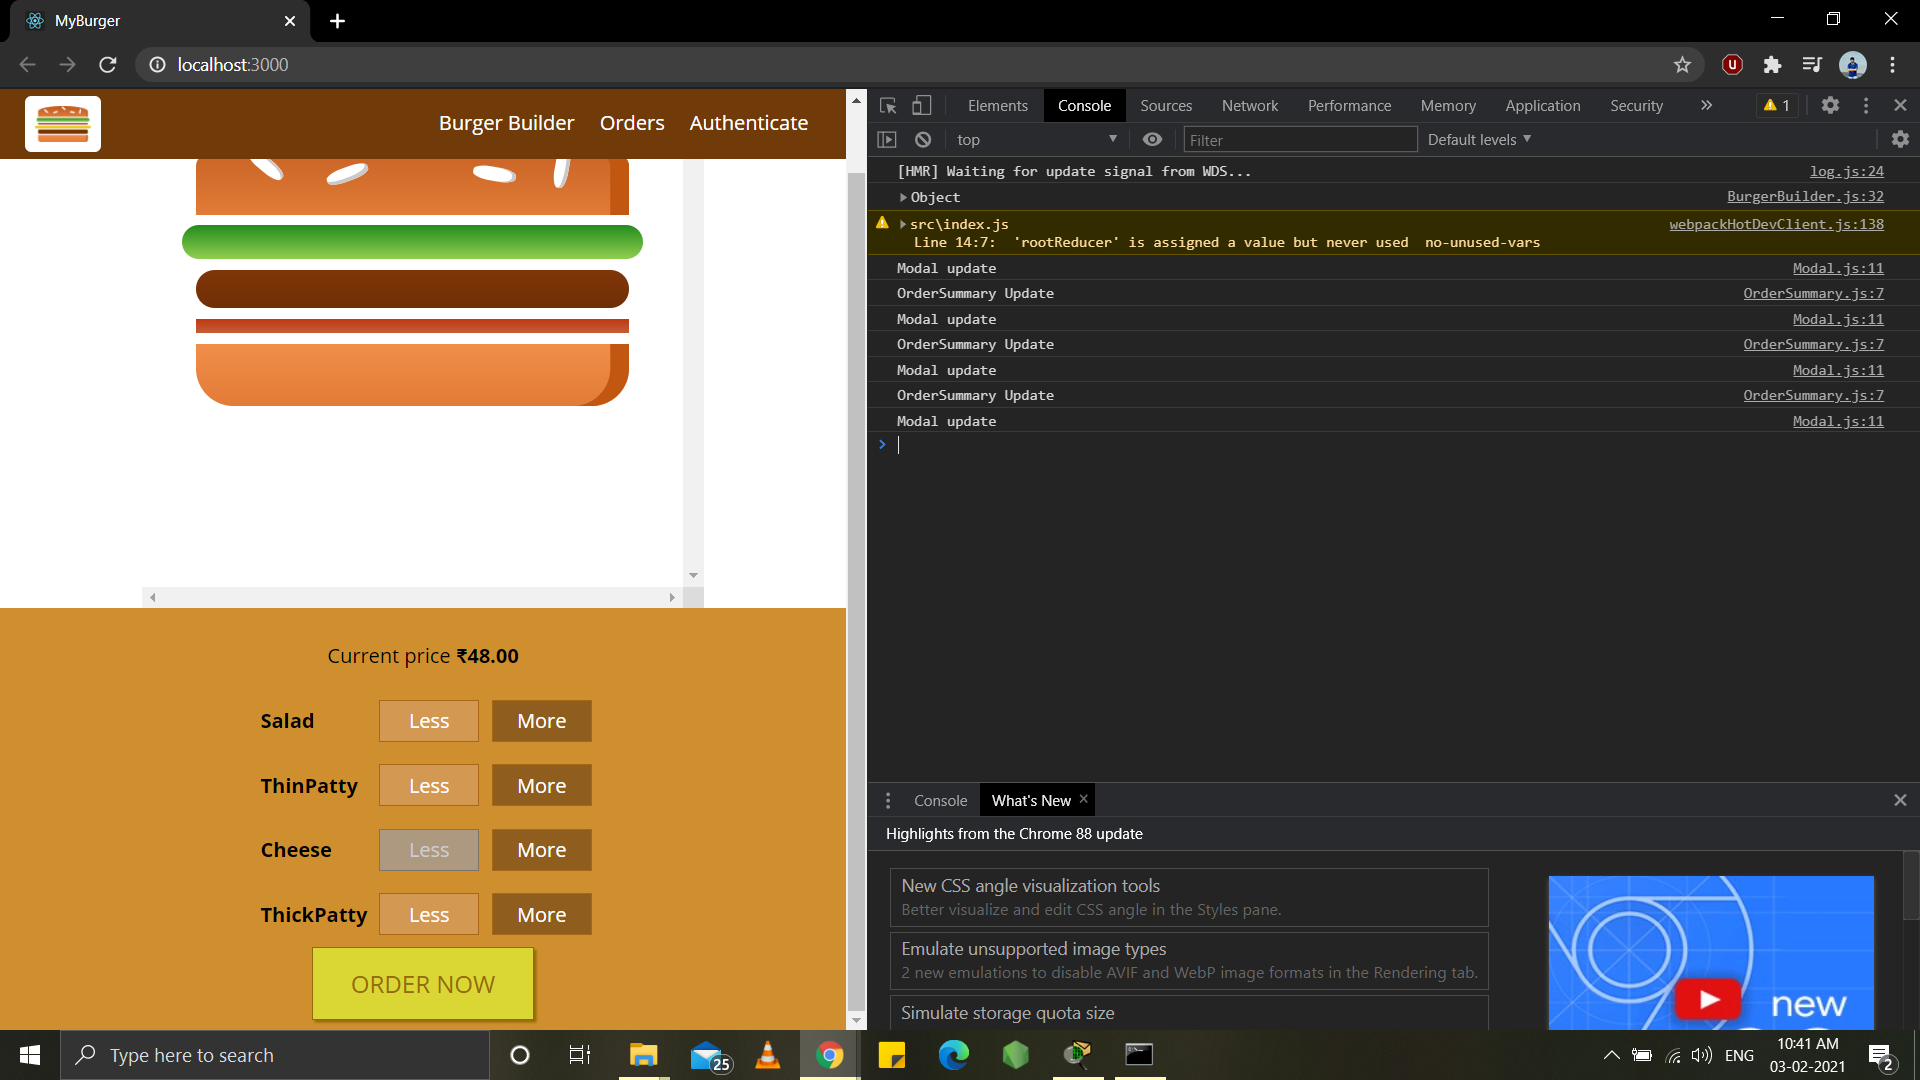 MyBurger
localhost:3000
Burger Builder Orders Authenticate
Current price ₹48.00
Salad Less More
ThinPatty Less More
Cheese Less More
ThickPatty Less More
ORDER NOW
Elements Console Sources Network Performance Memory Application Security » 1
top Filter Default levels
[HMR] Waiting for update signal from WDS... log.js:24
Object BurgerBuilder.js:32
src\index.js webpackHotDevClient.js:138
Line 14:7: 'rootReducer' is assigned a value but never used no-unused-vars
Modal update Modal.js:11
OrderSummary Update OrderSummary.js:7
Modal update Modal.js:11
OrderSummary Update OrderSummary.js:7
Modal update Modal.js:11
OrderSummary Update OrderSummary.js:7
Modal update Modal.js:11
Console What's New
Highlights from the Chrome 88 update
New CSS angle visualization tools
Better visualize and edit CSS angle in the Styles pane.
Emulate unsupported image types
2 new emulations to disable AVIF and WebP image formats in the Rendering tab.
Simulate storage quota size
new
Type here to search
25
ENG
10:41 AM
03-02-2021
2